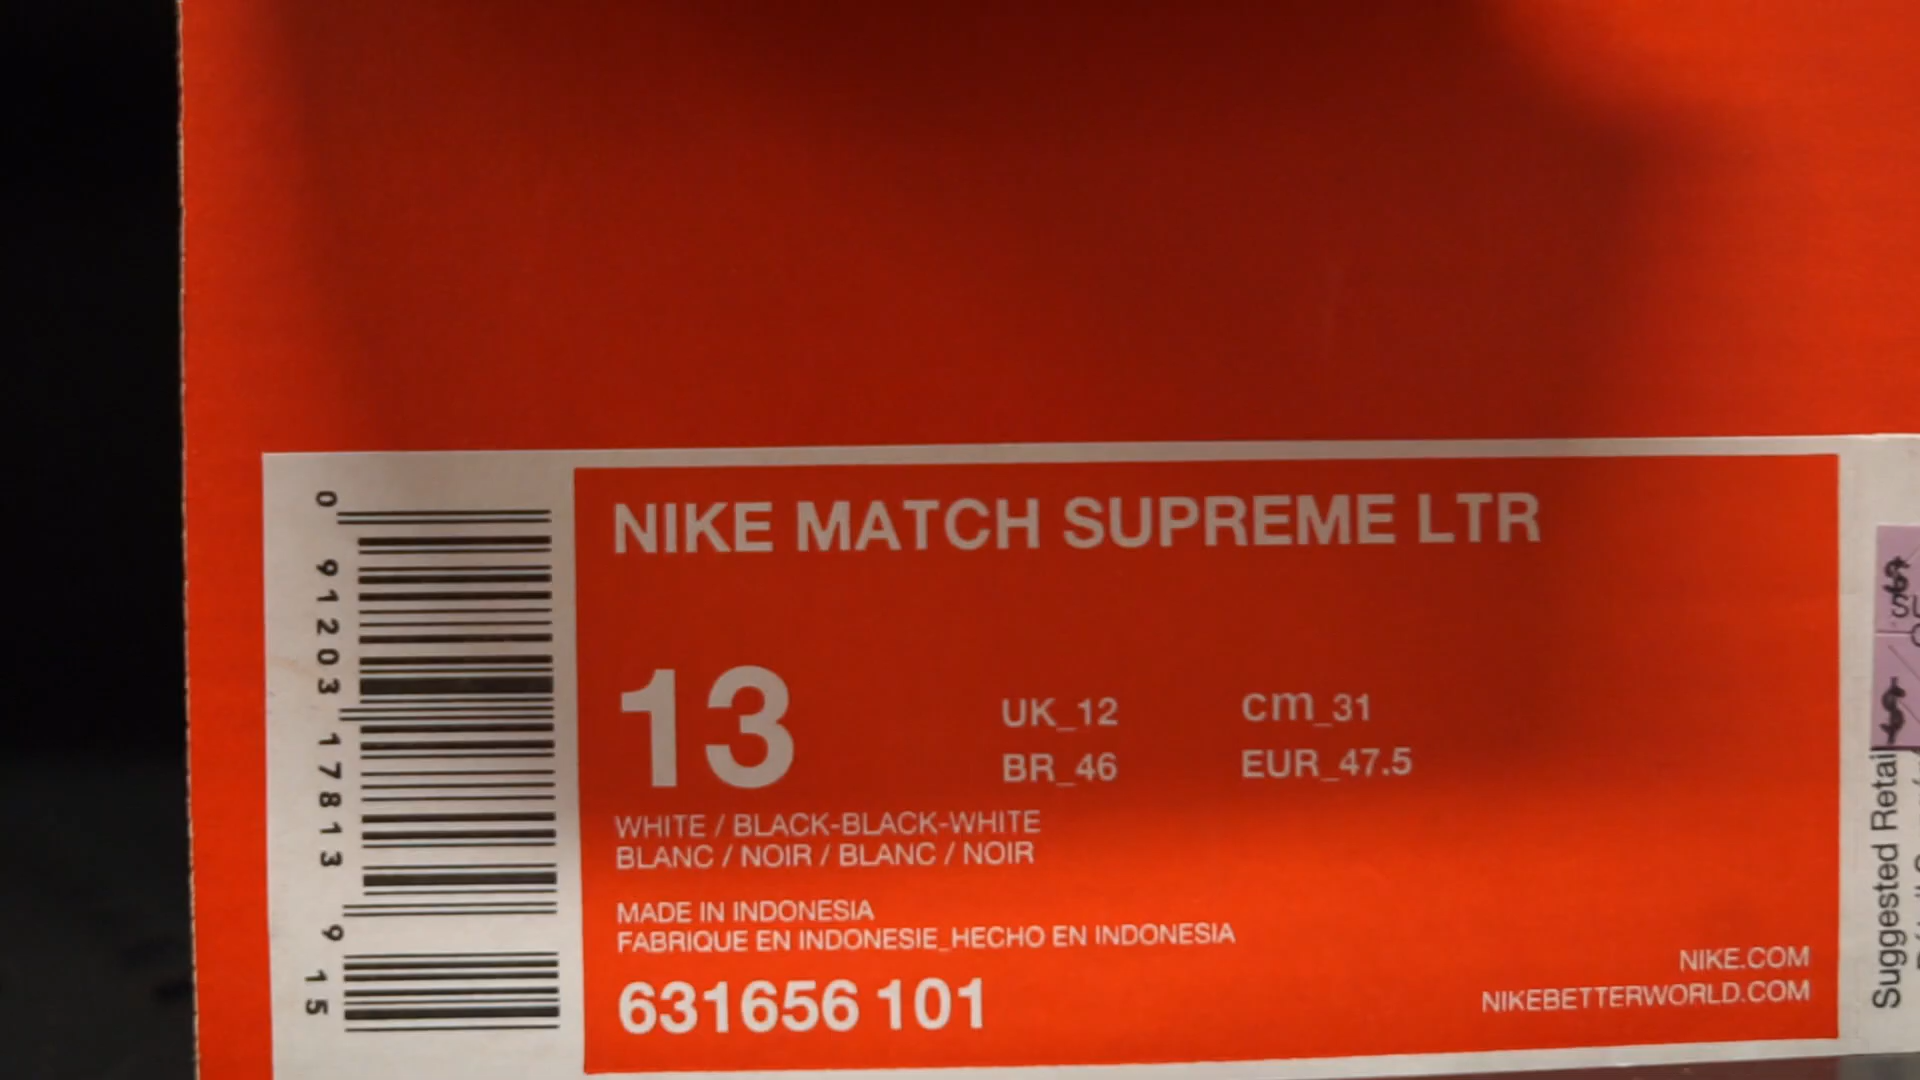 NIKE MATCH SUPREME LTR
13
UK_12
cm_31
BR_46
EUR_47.5
WHITE / BLACK-BLACK-WHITE
BLANC / NOIR / BLANC / NOIR
MADE IN INDONESIA
FABRIQUE EN INDONESIE_HECHO EN INDONESIA
631656 101
NIKE.COM
NIKEBETTERWORLD.COM
0 91203 17813 9
15
Suggested Retail